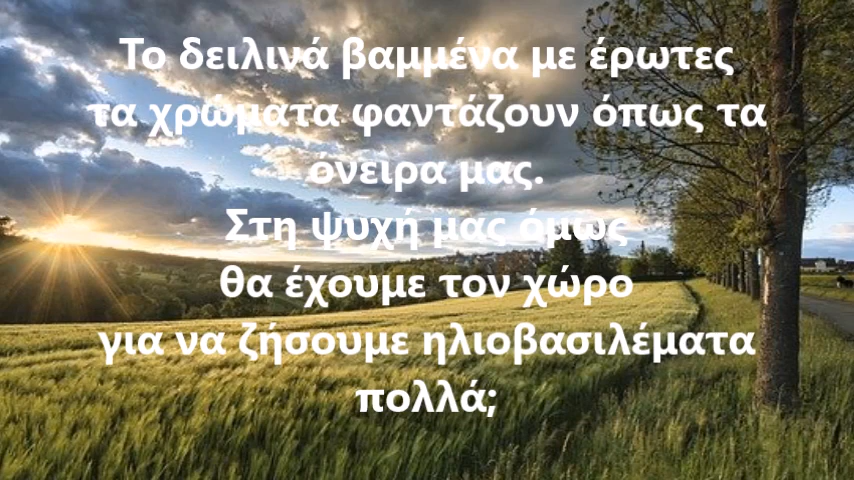 Το δειλινά βαμμένα με έρωτες
τα χρώματα φαντάζουν όπως τα
όνειρα μας.
Στη ψυχή μας όμως
θα έχουμε τον χώρο
για να ζήσουμε ηλιοβασιλέματα
πολλά;